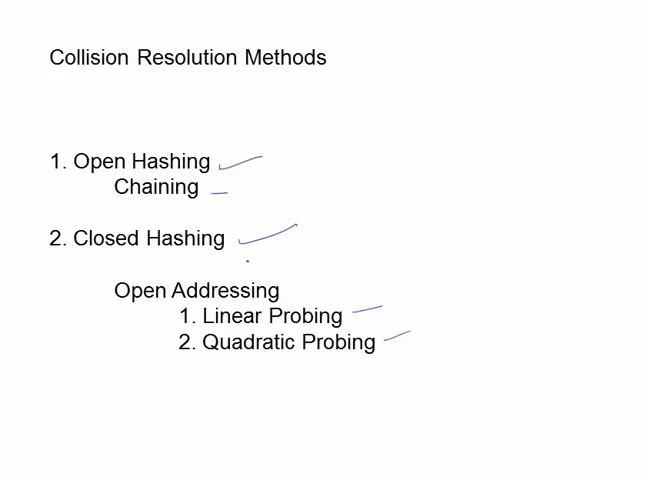 Collision Resolution Methods
1. Open Hashing
Chaining
2. Closed Hashing
Open Addressing
1. Linear Probing
2. Quadratic Probing